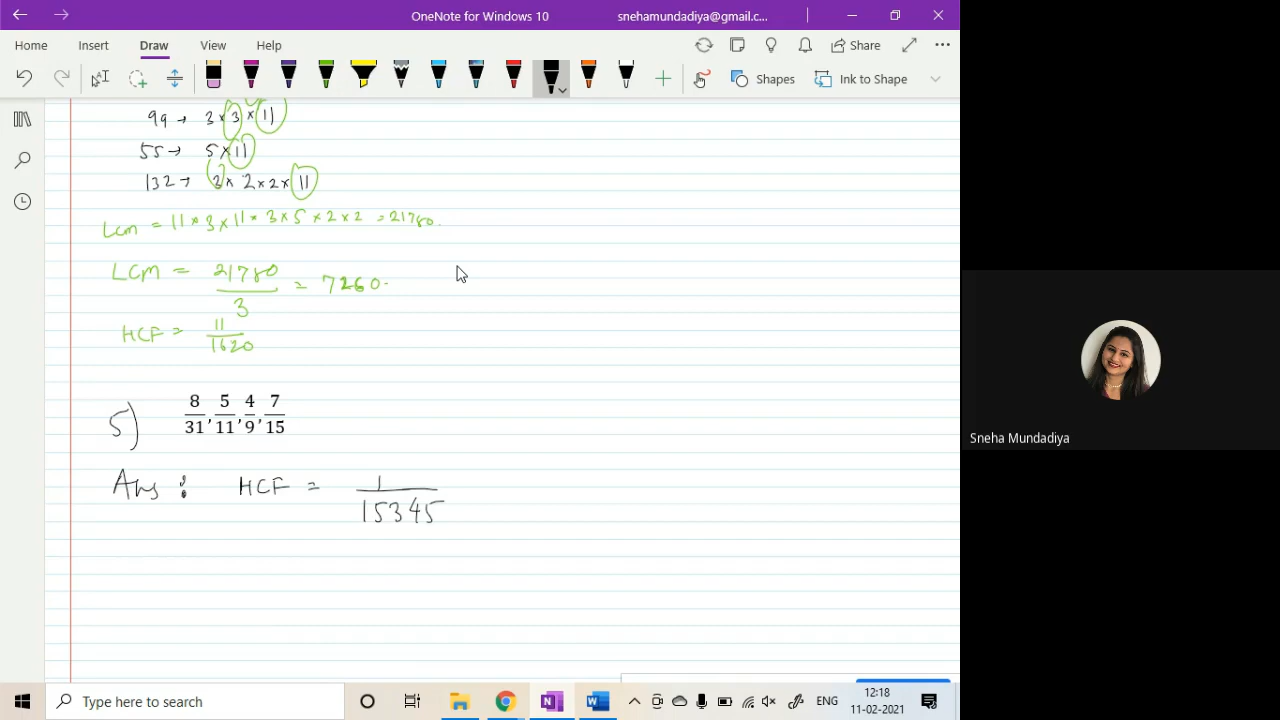 OneNote for Windows 10
snehamundadiya@gmail.c...
Home Insert Draw View Help
Share
Shapes
Ink to Shape
99 → 3 × 3 × 11
55 → 5 × 11
132 → 3 × 2 × 2 × 11
Lcm = 11 × 3 × 11 × 3 × 5 × 2 × 2 = 21780.
LCM = 21780/3 = 7260.
HCF = 11/1620
5) 8/31, 5/11, 4/9, 7/15
Ans : HCF = 1/15345
Sneha Mundadiya
Type here to search
ENG
12:18
11-02-2021